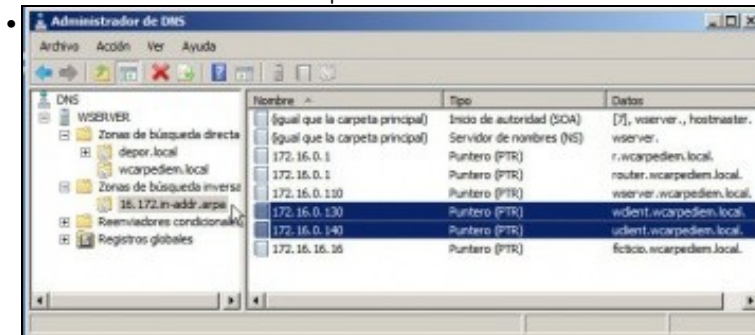 Administrador de DNS
Archivo Acción Ver Ayuda
DNS
WSERVER
Zonas de búsqueda directa
depor.local
wcarpediem.local
Zonas de búsqueda inversa
16.172.in-addr.arpa
Reenviadores condicional
Registros globales
Nombre Tipo Datos
(igual que la carpeta principal) Inicio de autoridad (SOA) [7], wserver., hostmaster.
(igual que la carpeta principal) Servidor de nombres (NS) wserver.
172.16.0.1 Puntero (PTR) r.wcarpediem.local.
172.16.0.1 Puntero (PTR) router.wcarpediem.local.
172.16.0.110 Puntero (PTR) wserver.wcarpediem.local.
172.16.0.130 Puntero (PTR) wclient.wcarpediem.local.
172.16.0.140 Puntero (PTR) uclient.wcarpediem.local.
172.16.16.16 Puntero (PTR) ficticio.wcarpediem.local.